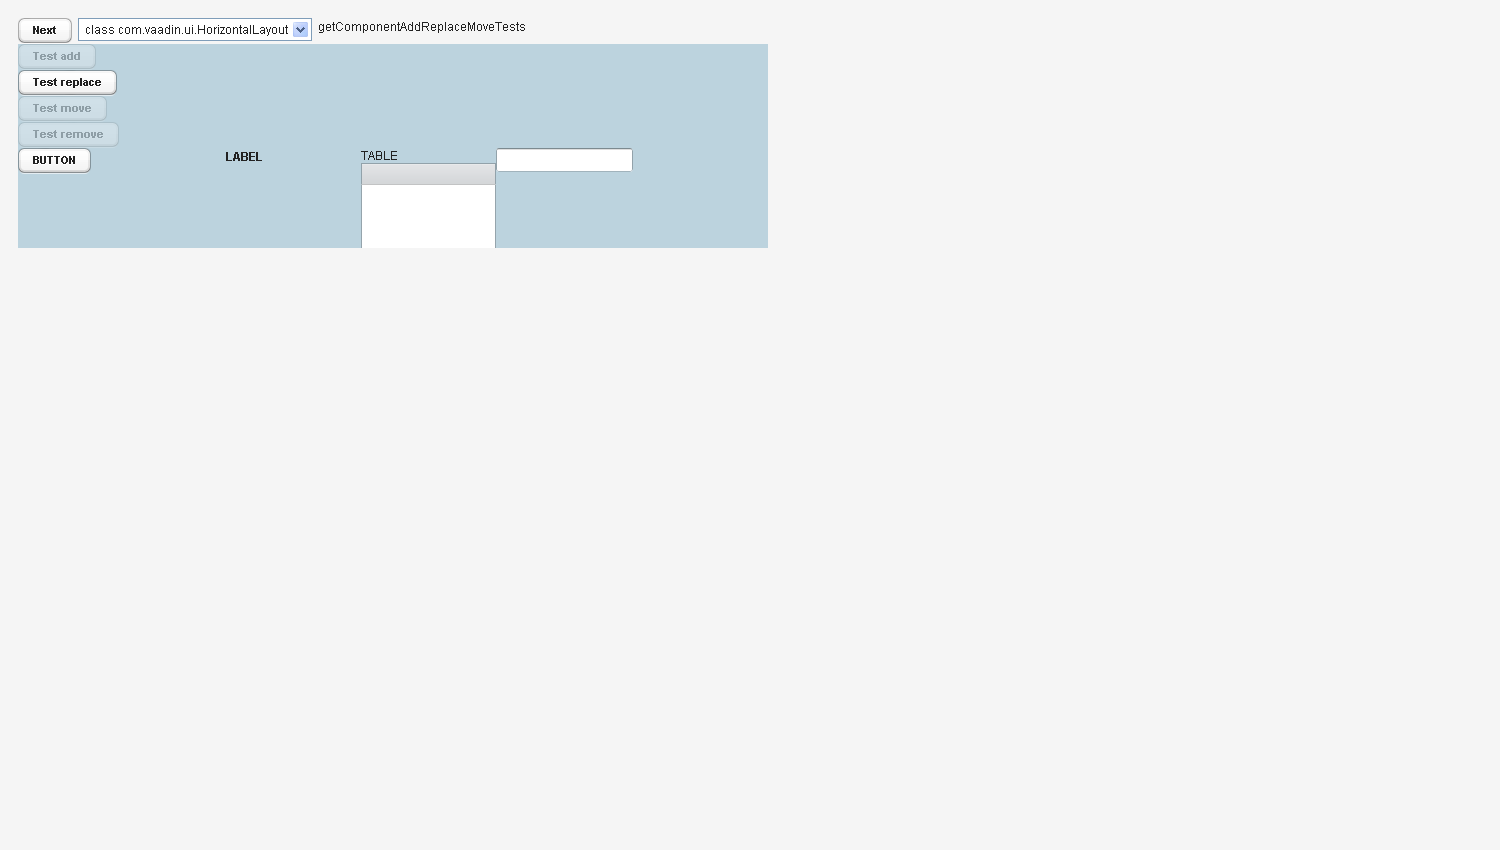 Next class com.vaadin.ui.HorizontalLayout getComponentAddReplaceMoveTests
Test add
Test replace
Test move
Test remove
BUTTON LABEL TABLE